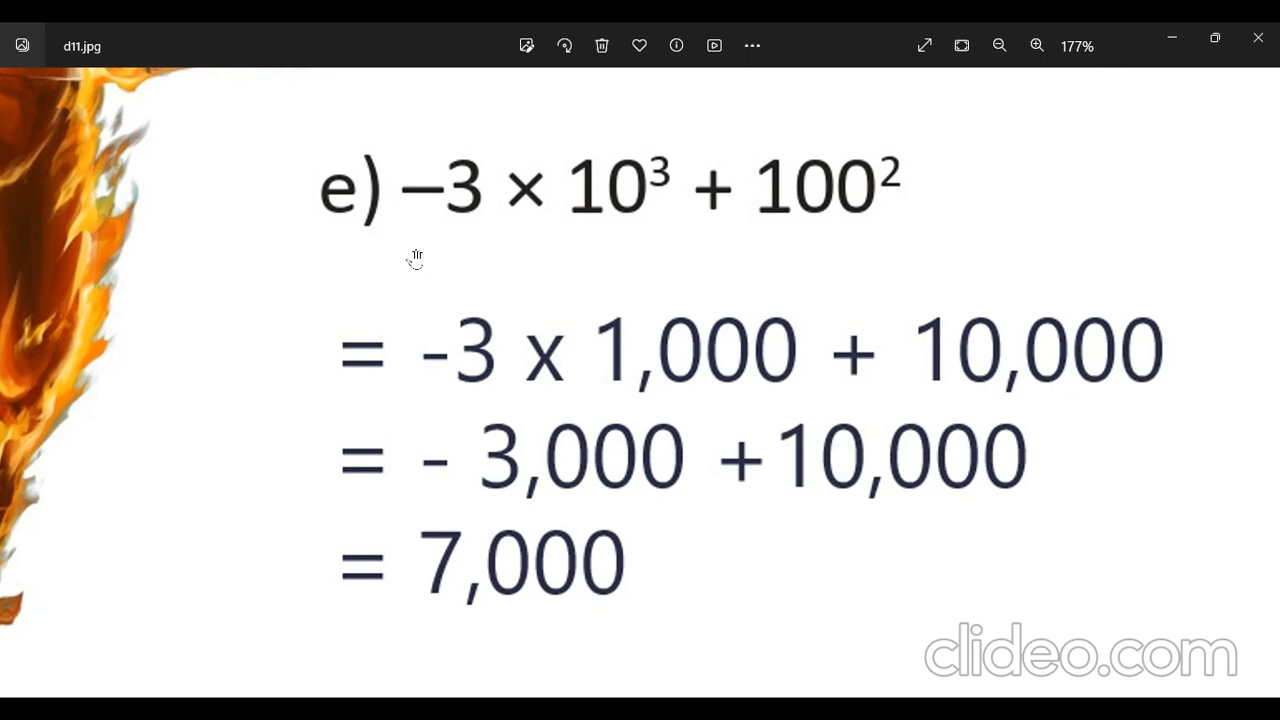 d11.jpg
177%
e) –3 × 10³ + 100²
= -3 x 1,000 + 10,000
= - 3,000 +10,000
= 7,000
clideo.com